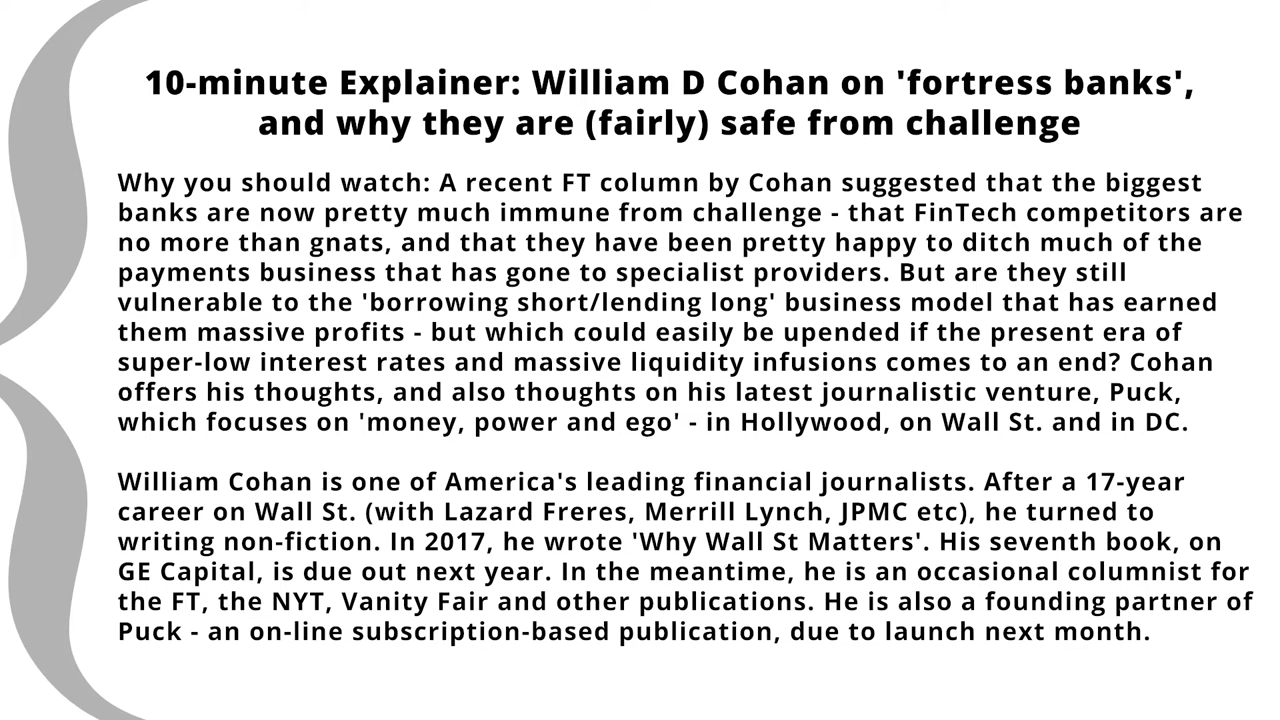 10-minute Explainer: William D Cohan on 'fortress banks',
and why they are (fairly) safe from challenge
Why you should watch: A recent FT column by Cohan suggested that the biggest
banks are now pretty much immune from challenge - that FinTech competitors are
no more than gnats, and that they have been pretty happy to ditch much of the
payments business that has gone to specialist providers. But are they still
vulnerable to the 'borrowing short/lending long' business model that has earned
them massive profits - but which could easily be upended if the present era of
super-low interest rates and massive liquidity infusions comes to an end? Cohan
offers his thoughts, and also thoughts on his latest journalistic venture, Puck,
which focuses on 'money, power and ego' - in Hollywood, on Wall St. and in DC.
William Cohan is one of America's leading financial journalists. After a 17-year
career on Wall St. (with Lazard Freres, Merrill Lynch, JPMC etc), he turned to
writing non-fiction. In 2017, he wrote 'Why Wall St Matters'. His seventh book, on
GE Capital, is due out next year. In the meantime, he is an occasional columnist for
the FT, the NYT, Vanity Fair and other publications. He is also a founding partner of
Puck - an on-line subscription-based publication, due to launch next month.